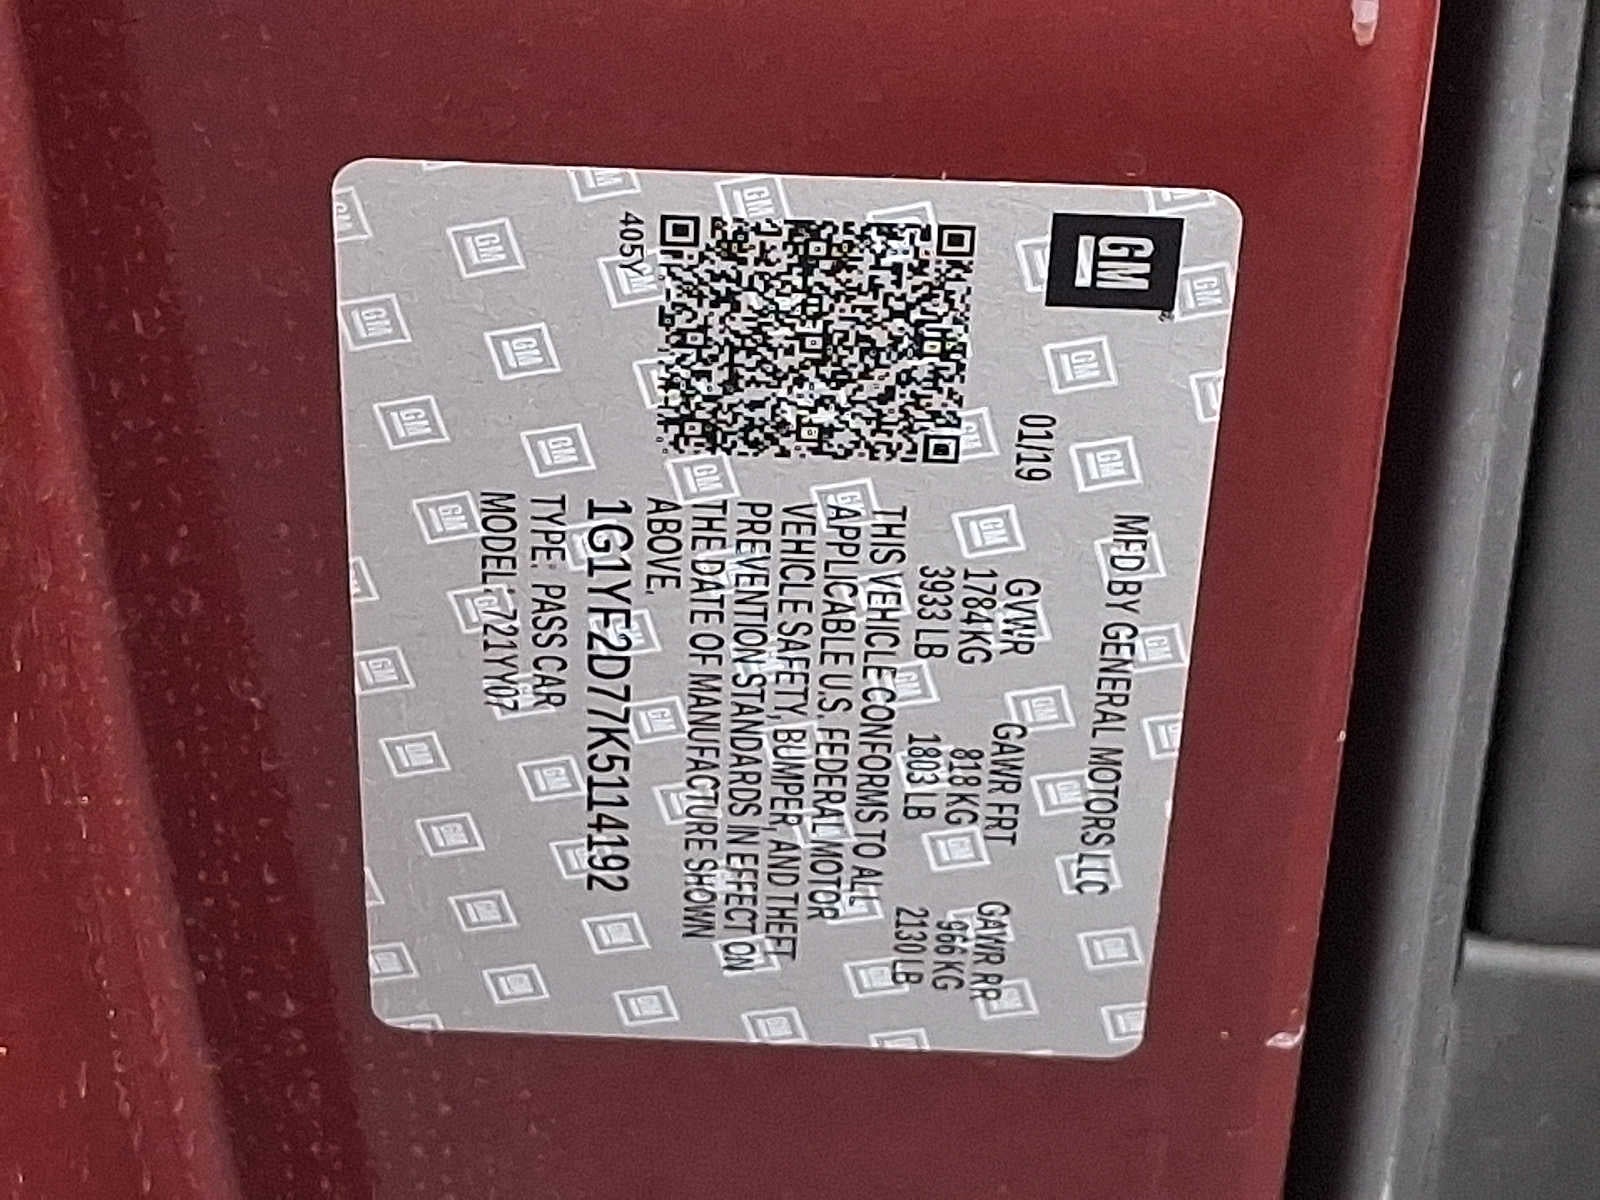 GM
MFD BY GENERAL MOTORS LLC
01/19
GVWR GAWR FRT GAWR RR
1784 KG 818 KG 966 KG
3933 LB 1803 LB 2130 LB
THIS VEHICLE CONFORMS TO ALL
APPLICABLE U.S. FEDERAL MOTOR
VEHICLE SAFETY, BUMPER, AND THEFT
PREVENTION STANDARDS IN EFFECT ON
THE DATE OF MANUFACTURE SHOWN
ABOVE.
1G1YF2D77K5114192
TYPE: PASS CAR
MODEL: 721YY07
405Y